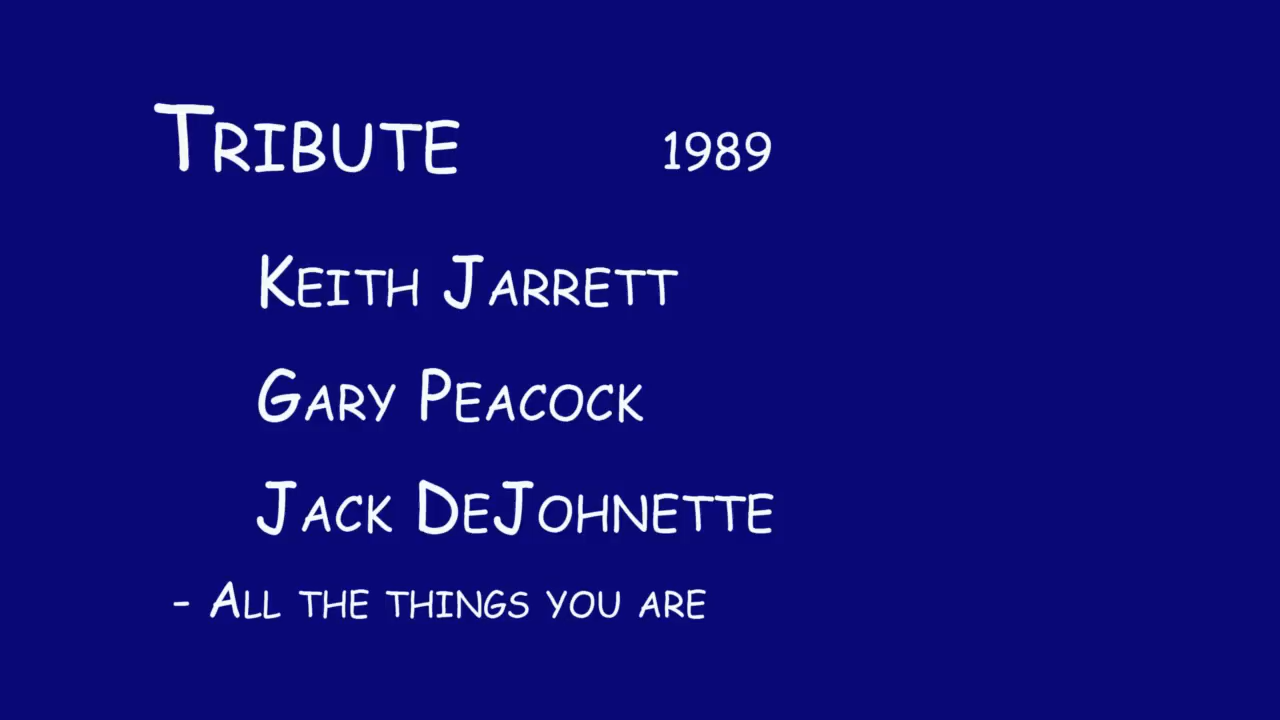 Tribute 1989
Keith Jarrett
Gary Peacock
Jack DeJohnette
- All the things you are